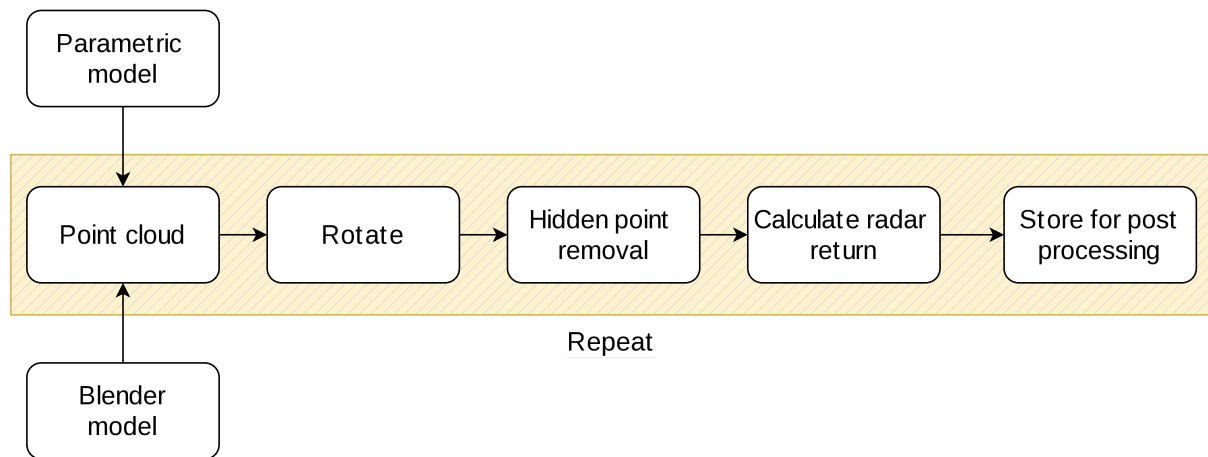 Parametric
model
Point cloud
Rotate
Hidden point
removal
Calculate radar
return
Store for post
processing
Repeat
Blender
model